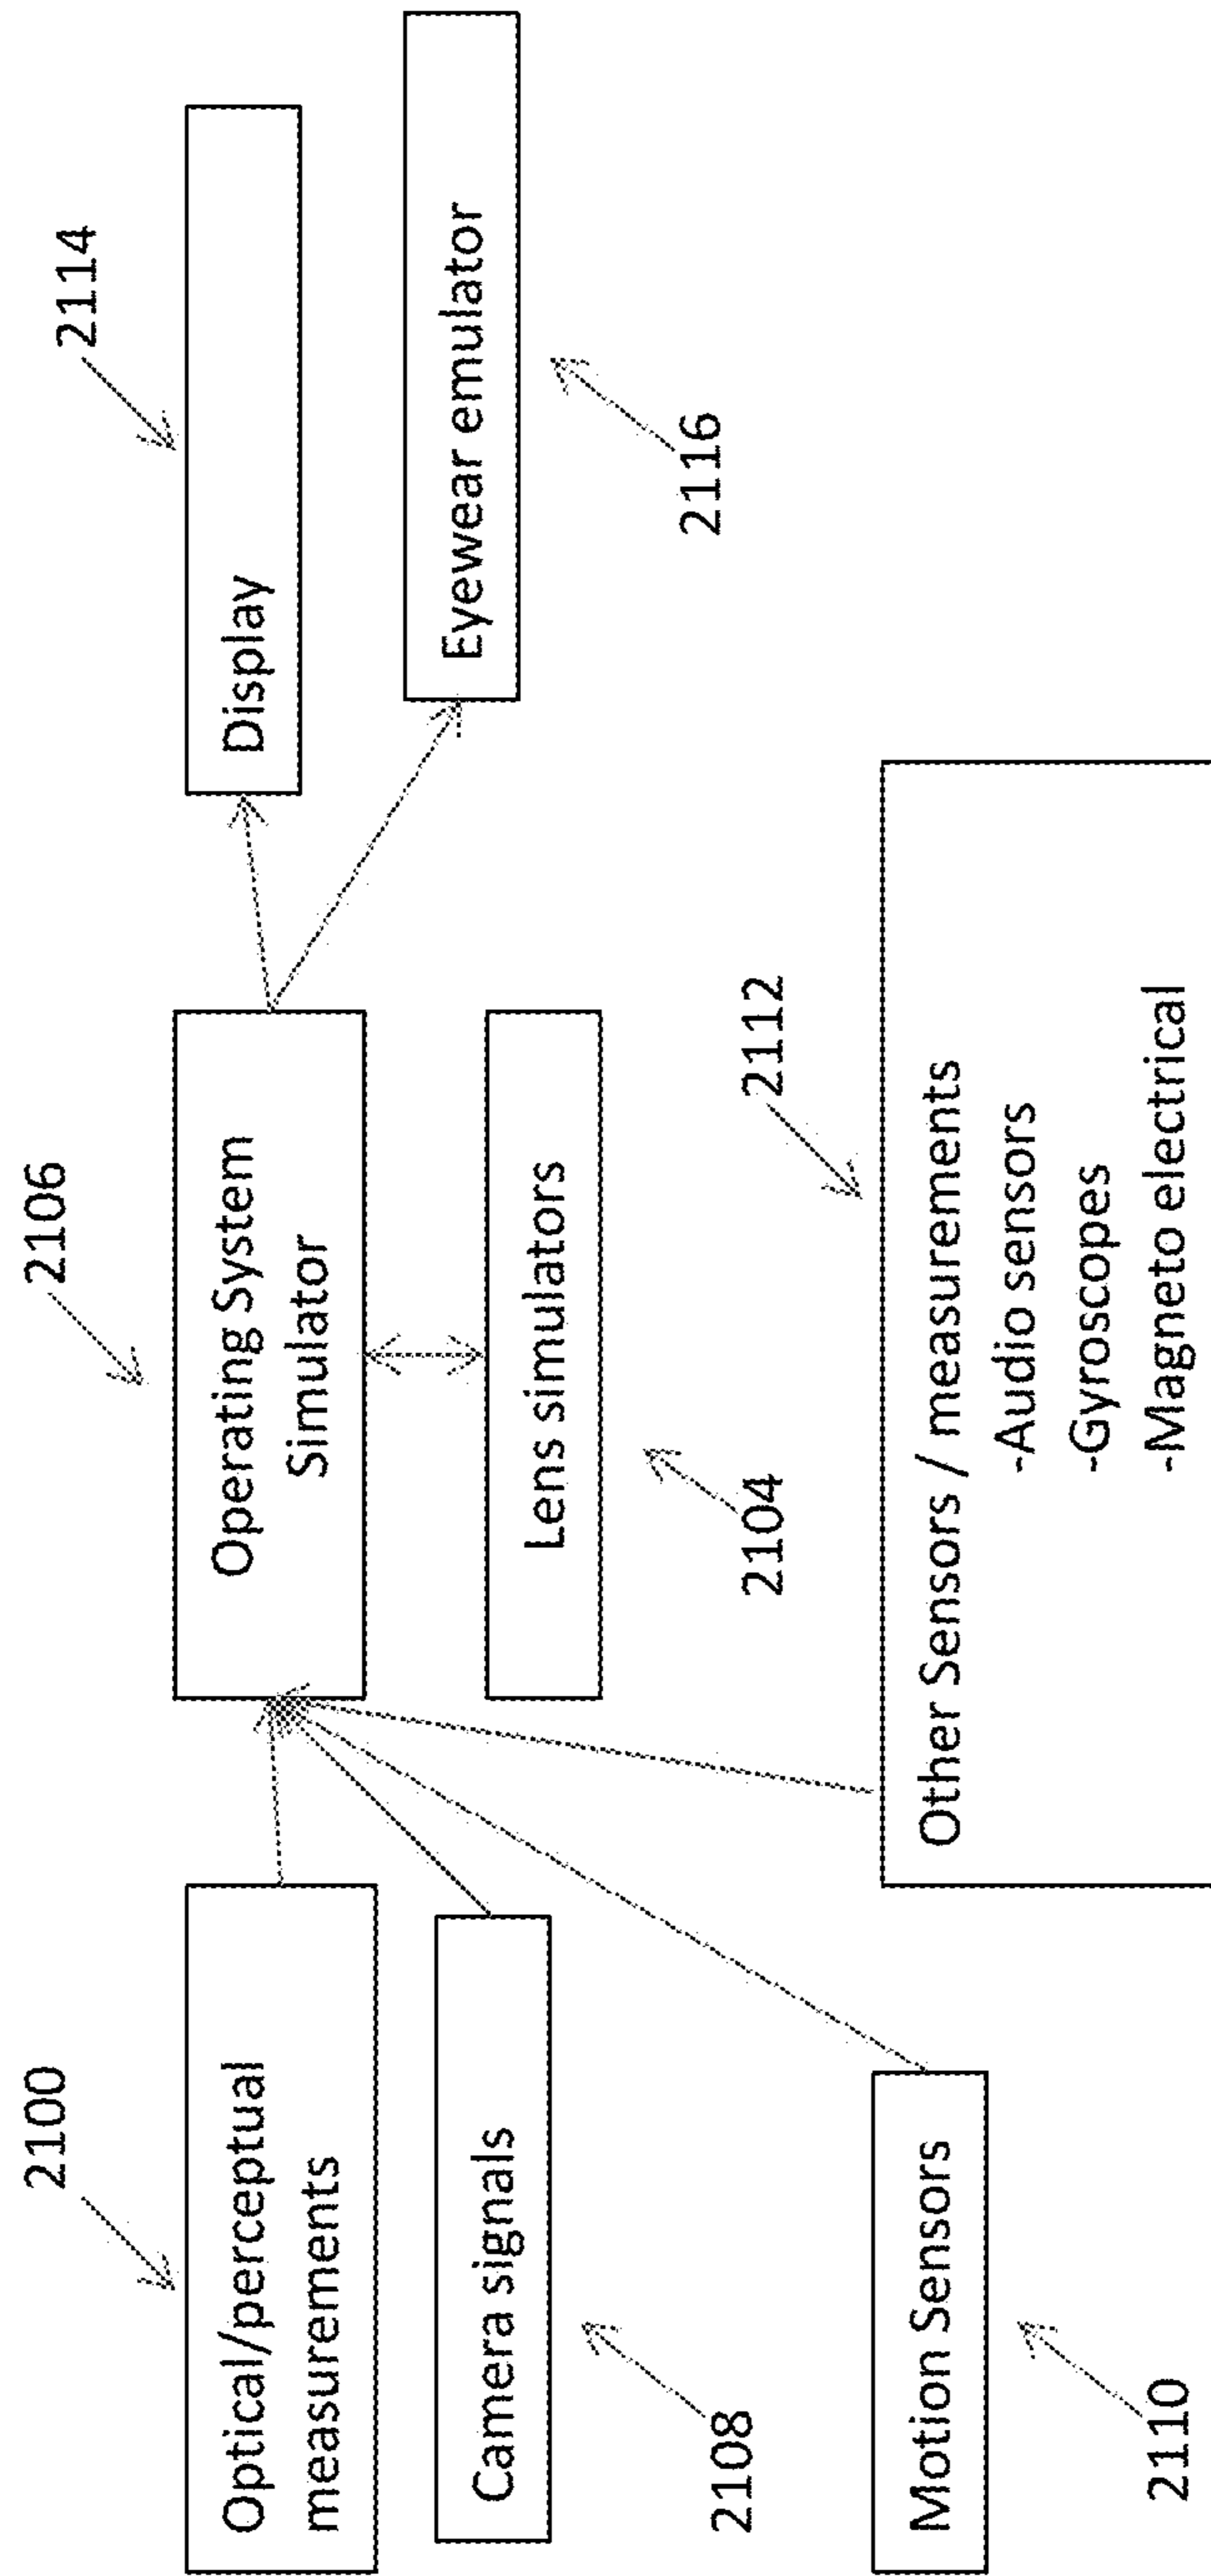 2100
Optical/perceptual
measurements
Camera signals
2108
Motion Sensors
2110
2106
Operating System
Simulator
Lens simulators
2104
2112
Other Sensors / measurements
-Audio sensors
-Gyroscopes
-Magneto electrical
2114
Display
Eyewear emulator
2116